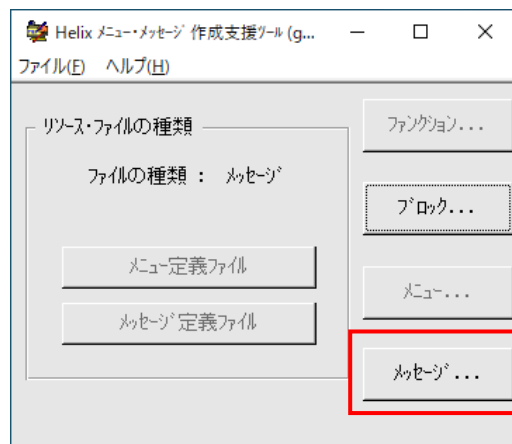 Helix ﾒﾆｭｰ・ﾒｯｾｰｼﾞ 作成支援ﾂｰﾙ (g...
ファイル(F) ヘルプ(H)
リソース・ファイルの種類
ファイルの種類 : メッセージ
メニュー定義ファイル
メッセージ定義ファイル
ファンクション...
ブロック...
メニュー...
メッセージ...